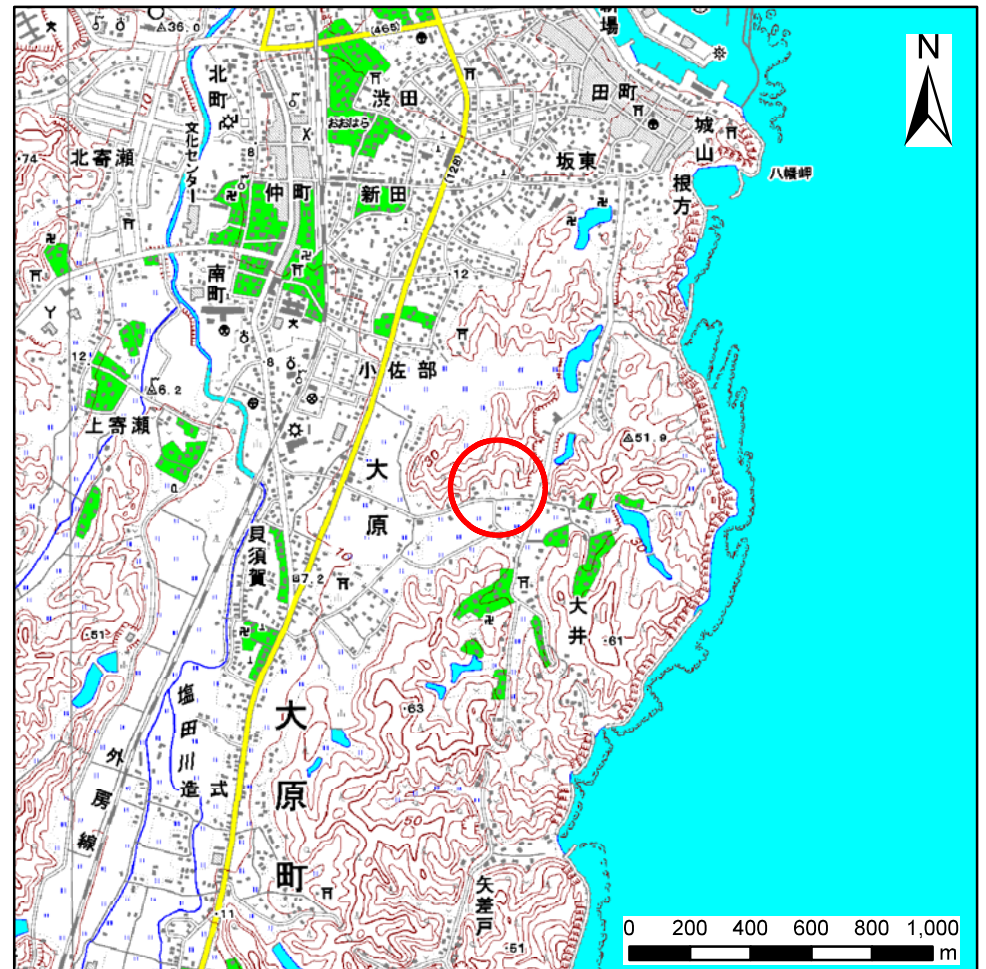 36.0
(465)
新場
N
北町
渋田
田町
おおはら
城山
文化センター
10
8
74
北寄瀬
坂東
八幡岬
(128)
仲町
新田
根方
南町
12
12
8
小佐部
6.2
上寄瀬
51.9
30
大原
貝須賀
10
7.2
50
大井
51
61
塩田川
63
大原町
外房線
造式
50
矢差戸
11
51
0 200 400 600 800 1,000
m